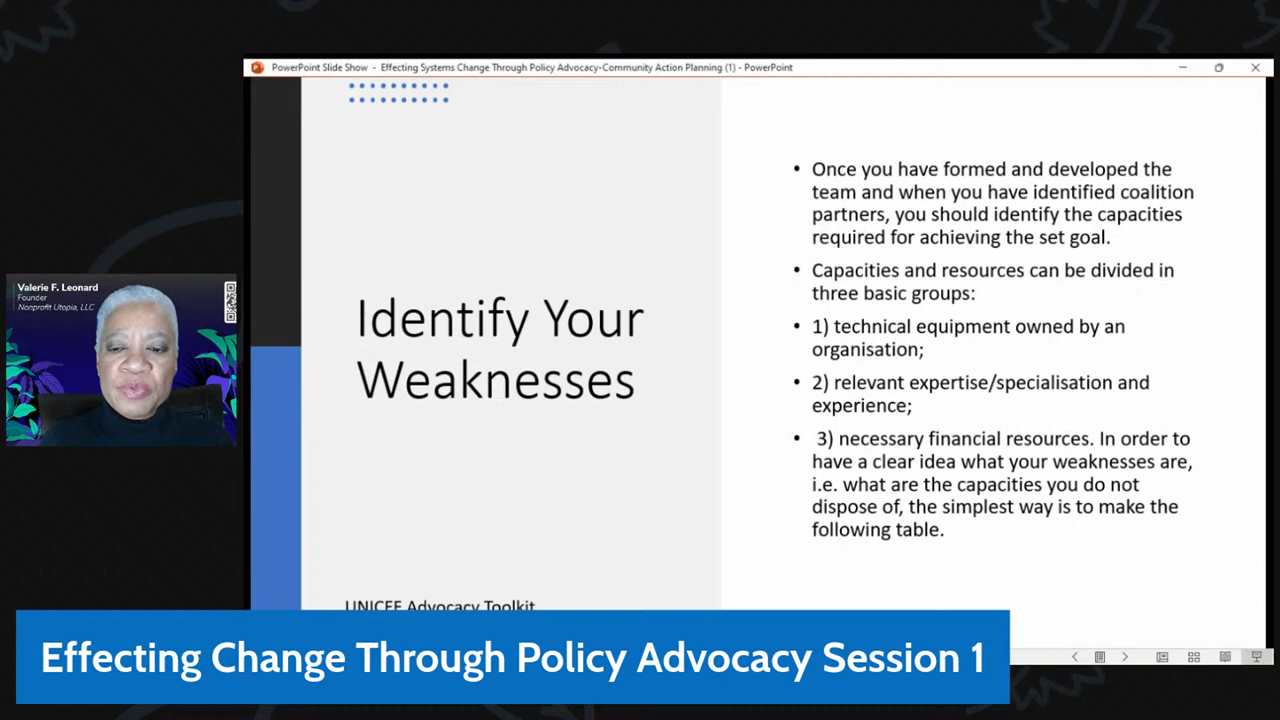 PowerPoint Slide Show - Effecting Systems Change Through Policy Advocacy-Community Action Planning (1) - PowerPoint
Valerie F. Leonard
Founder
Nonprofit Utopia, LLC
Identify Your
Weaknesses
• Once you have formed and developed the
team and when you have identified coalition
partners, you should identify the capacities
required for achieving the set goal.
• Capacities and resources can be divided in
three basic groups:
• 1) technical equipment owned by an
organisation;
• 2) relevant expertise/specialisation and
experience;
• 3) necessary financial resources. In order to
have a clear idea what your weaknesses are,
i.e. what are the capacities you do not
dispose of, the simplest way is to make the
following table.
UNICEF Advocacy Toolkit
Effecting Change Through Policy Advocacy Session 1